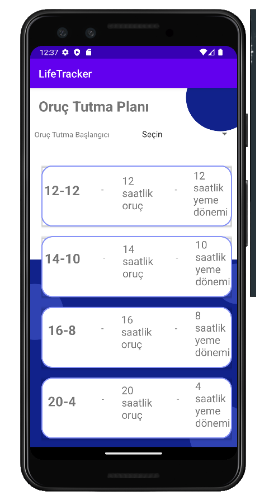 12:37
LifeTracker
Oruç Tutma Planı
Oruç Tutma Başlangıcı Seçin
12-12 - 12 saatlik oruç - 12 saatlik yeme dönemi
14-10 - 14 saatlik oruç - 10 saatlik yeme dönemi
16-8 - 16 saatlik oruç - 8 saatlik yeme dönemi
20-4 - 20 saatlik oruç - 4 saatlik yeme dönemi